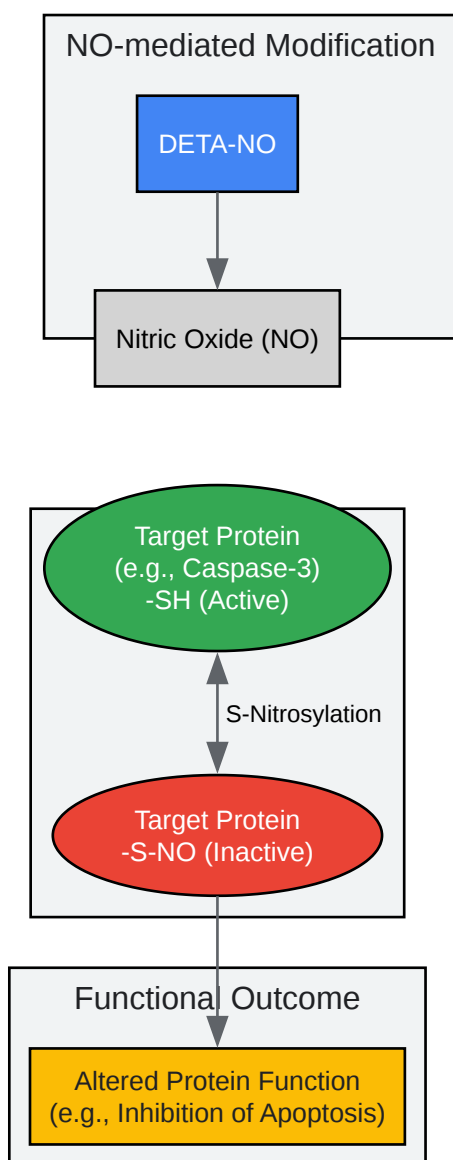 NO-mediated Modification
DETA-NO
Nitric Oxide (NO)
Target Protein
(e.g., Caspase-3)
-SH (Active)
S-Nitrosylation
Target Protein
-S-NO (Inactive)
Functional Outcome
Altered Protein Function
(e.g., Inhibition of Apoptosis)